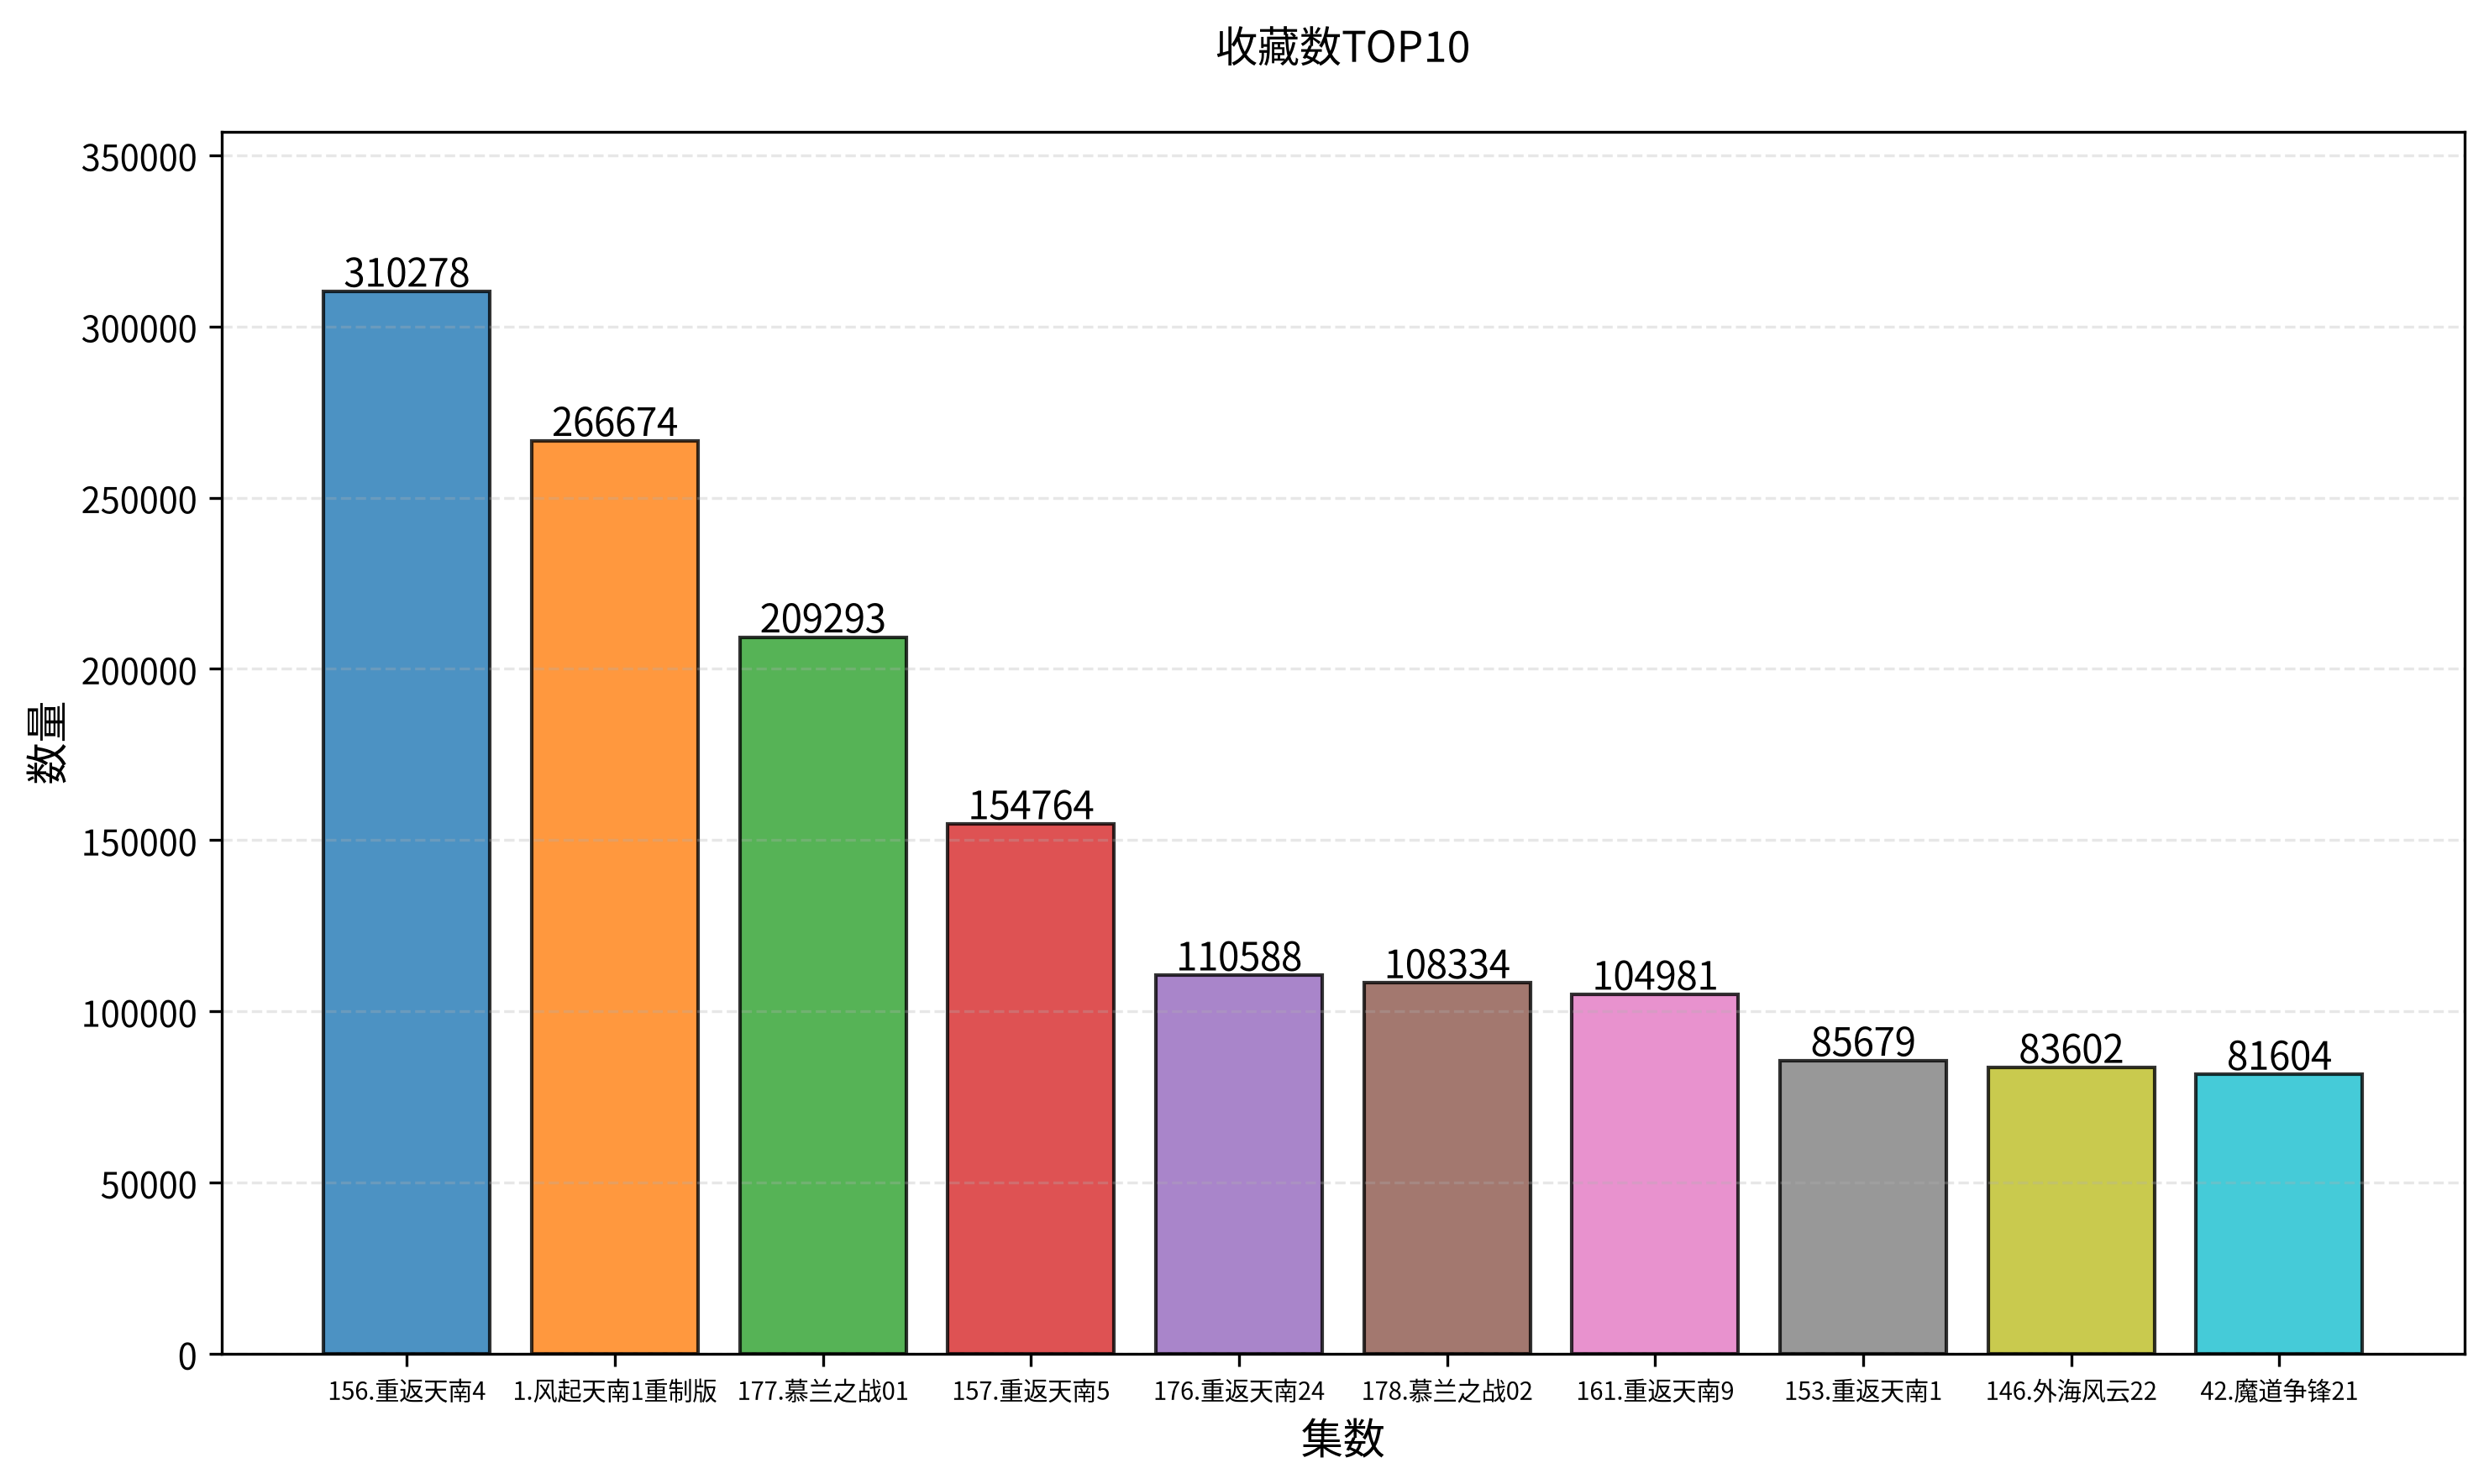 收藏数TOP10
350000
300000
250000
200000
150000
100000
50000
0
数量
310278
266674
209293
154764
110588
108334
104981
85679
83602
81604
156.重返天南4
1.风起天南1重制版
177.慕兰之战01
157.重返天南5
176.重返天南24
178.慕兰之战02
161.重返天南9
153.重返天南1
146.外海风云22
42.魔道争锋21
集数